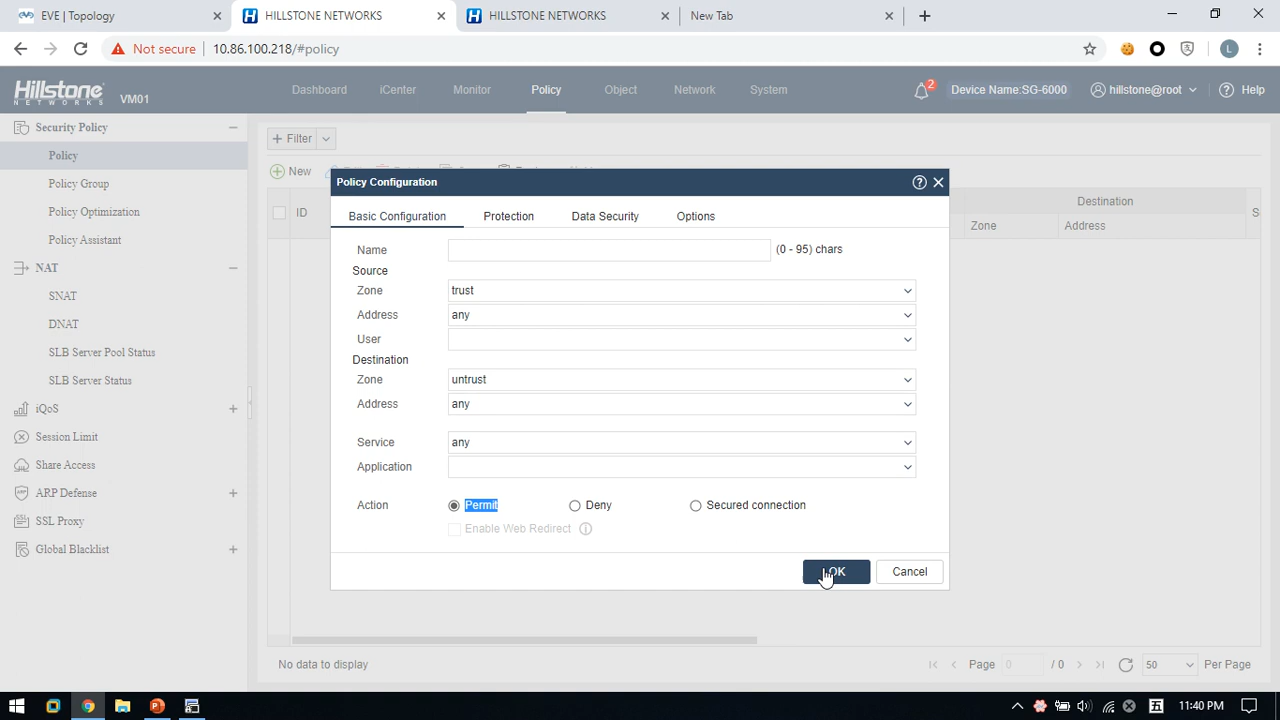 EVE | Topology
HILLSTONE NETWORKS
HILLSTONE NETWORKS
New Tab
Not secure
10.86.100.218/#policy
L
Hillstone
NETWORKS
VM01
Dashboard
iCenter
Monitor
Policy
Object
Network
System
2
Device Name:SG-6000
hillstone@root
Help
Security Policy
Policy
Policy Group
Policy Optimization
Policy Assistant
NAT
SNAT
DNAT
SLB Server Pool Status
SLB Server Status
iQoS
Session Limit
Share Access
ARP Defense
SSL Proxy
Global Blacklist
Filter
New
ID
Destination
Zone
Address
S
Policy Configuration
Basic Configuration
Protection
Data Security
Options
Name
(0 - 95) chars
Source
Zone
trust
Address
any
User
Destination
Zone
untrust
Address
any
Service
any
Application
Action
Permit
Deny
Secured connection
Enable Web Redirect
OK
Cancel
No data to display
Page
0
/ 0
50
Per Page
五
11:40 PM